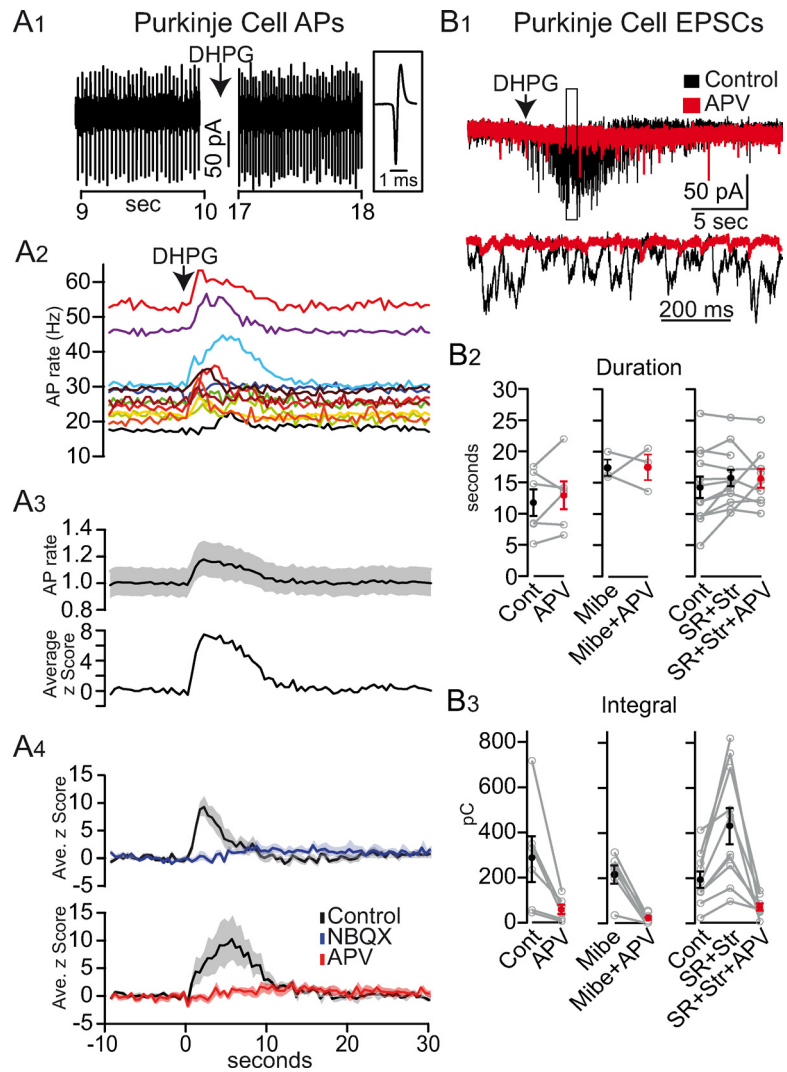 A1 Purkinje Cell APs
DHPG
50 pA
1 ms
9 sec 10 17 18
A2
DHPG
AP rate (Hz)
60
50
40
30
20
10
A3
AP rate
1.4
1.2
1.0
0.8
Average
z Score
8
4
0
A4
Ave. z Score
15
10
5
0
-5
Control
NBQX
APV
Ave. z Score
15
10
5
0
-5
-10 0 10 20 30
seconds
B1 Purkinje Cell EPSCs
DHPG
Control
APV
50 pA
5 sec
200 ms
B2 Duration
seconds
30
25
20
15
10
5
0
Cont
APV
Mibe
Mibe+APV
Cont
SR+Str
SR+Str+APV
B3 Integral
pC
800
600
400
200
0
Cont
APV
Mibe
Mibe+APV
Cont
SR+Str
SR+Str+APV